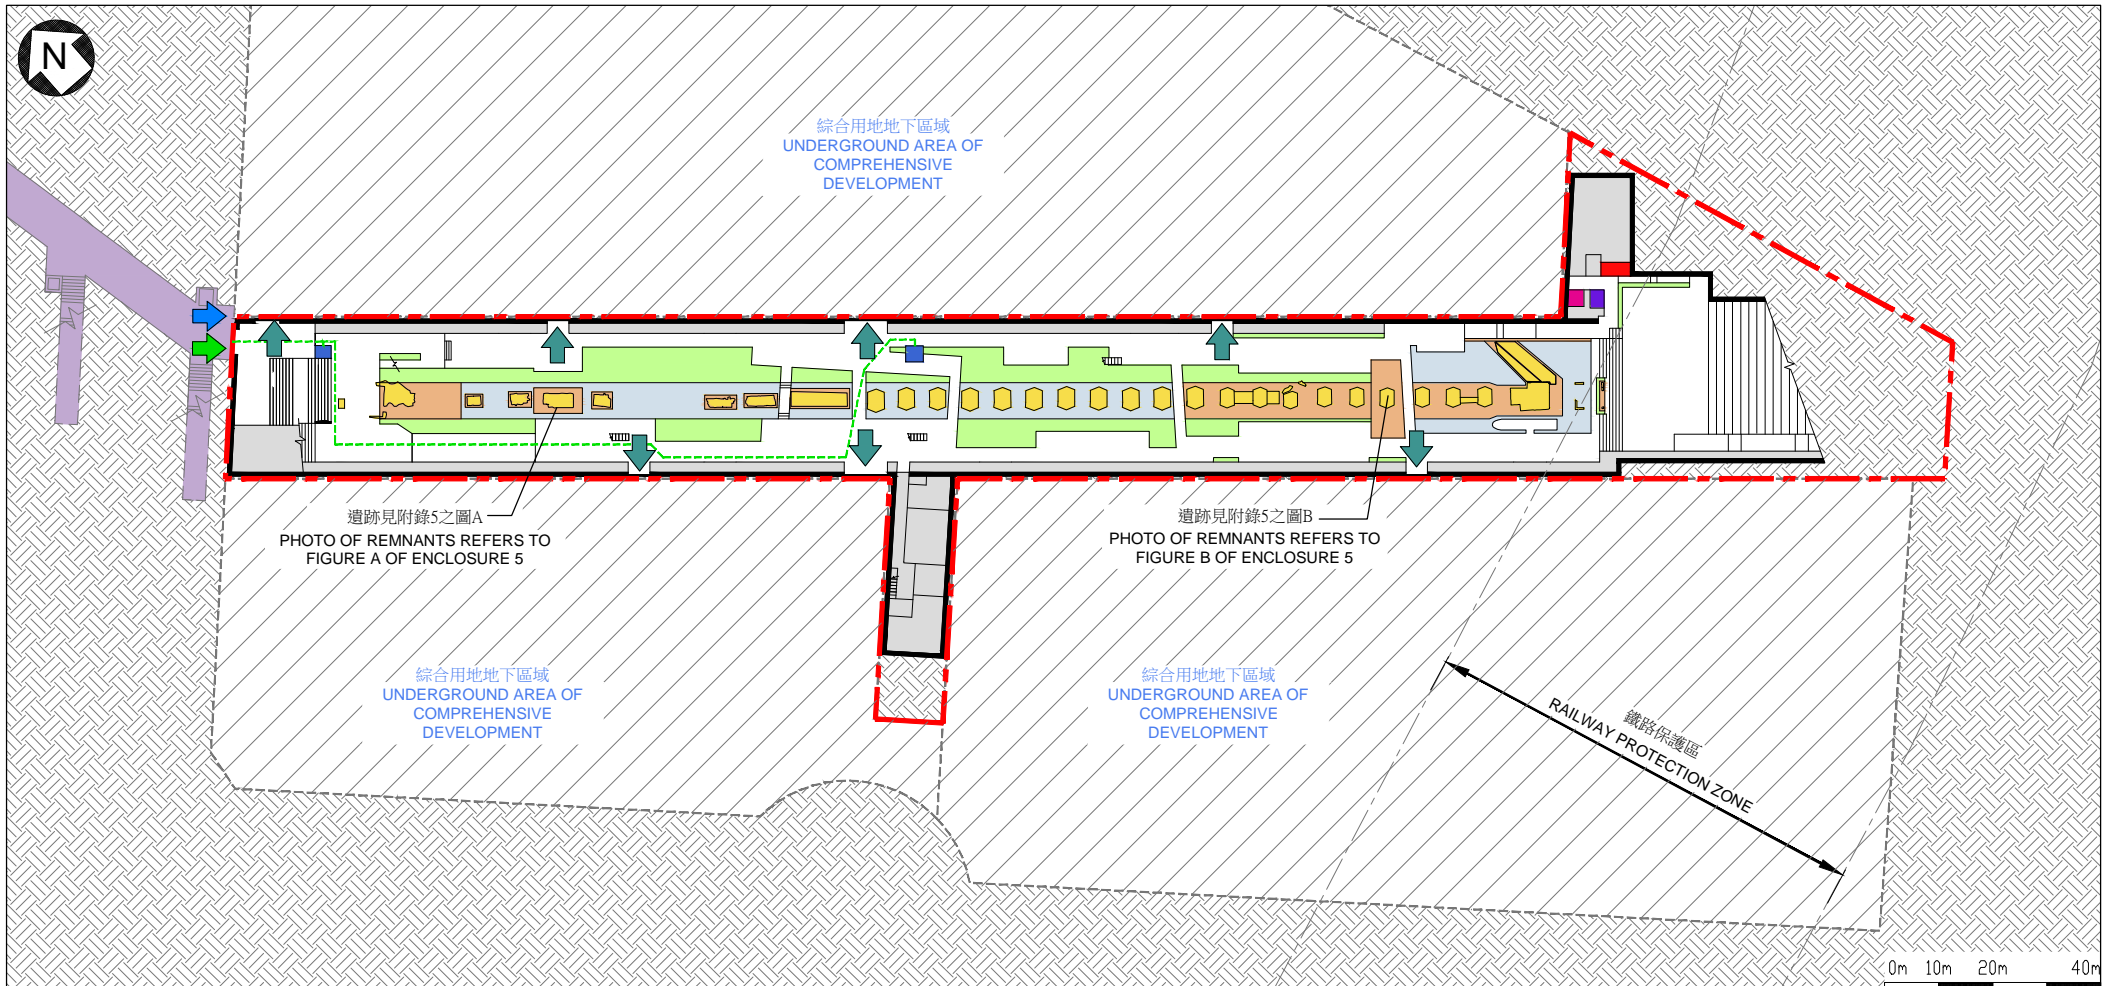 N
綜合用地地下區域
UNDERGROUND AREA OF
COMPREHENSIVE
DEVELOPMENT
遺跡見附錄5之圖A
PHOTO OF REMNANTS REFERS TO
FIGURE A OF ENCLOSURE 5
遺跡見附錄5之圖B
PHOTO OF REMNANTS REFERS TO
FIGURE B OF ENCLOSURE 5
綜合用地地下區域
UNDERGROUND AREA OF
COMPREHENSIVE
DEVELOPMENT
綜合用地地下區域
UNDERGROUND AREA OF
COMPREHENSIVE
DEVELOPMENT
鐵路保護區
RAILWAY PROTECTION ZONE
0m 10m 20m 40m